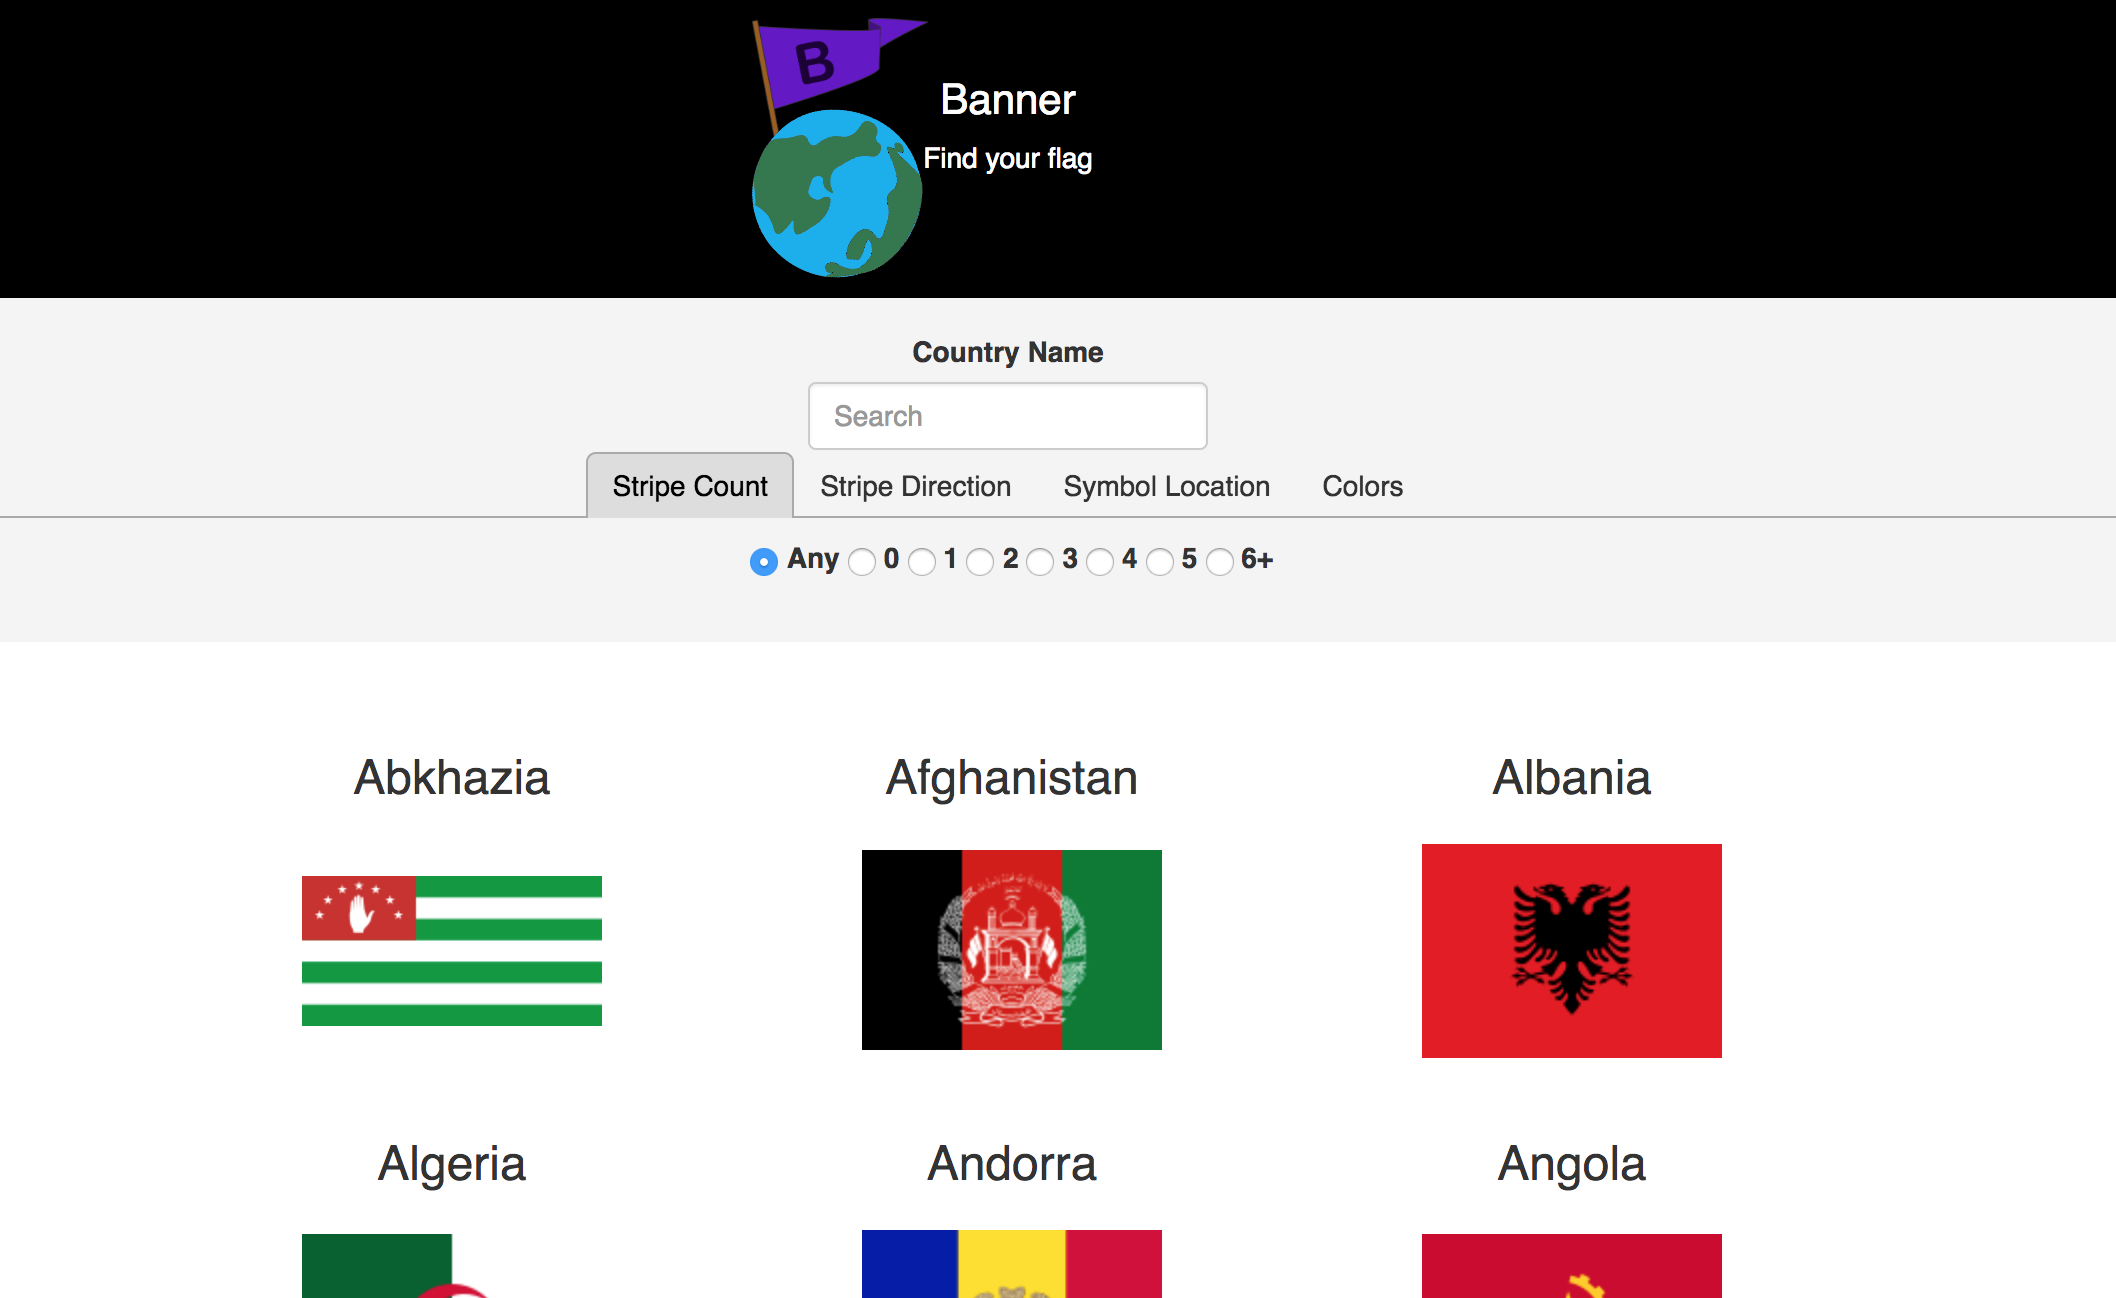 B
Banner
Find your flag
Country Name
Search
Stripe Count Stripe Direction Symbol Location Colors
Any 0 1 2 3 4 5 6+
Abkhazia Afghanistan Albania
Algeria Andorra Angola